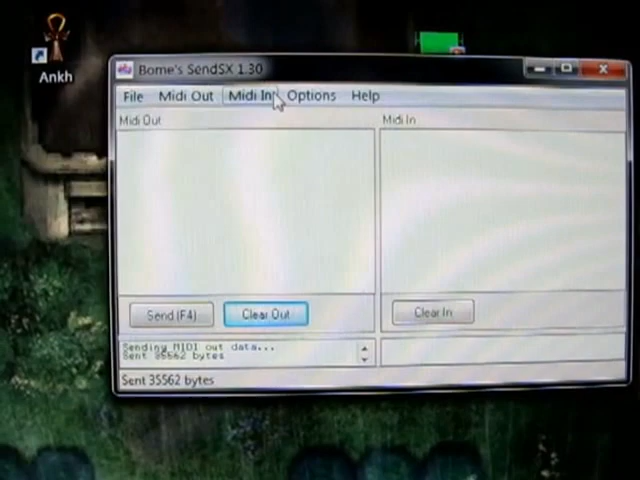 Ankh
Bome's SendSX 1.30
File Midi Out Midi In Options Help
Midi Out Midi In
Send (F4) Clear Out Clear In
Sending MIDI out data...
Sent 35562 bytes
Sent 35562 bytes